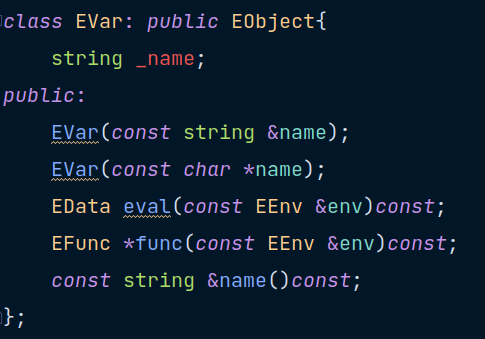 class EVar: public EObject{
string _name;
public:
EVar(const string &name);
EVar(const char *name);
EData eval(const EEnv &env)const;
EFunc *func(const EEnv &env)const;
const string &name()const;
};